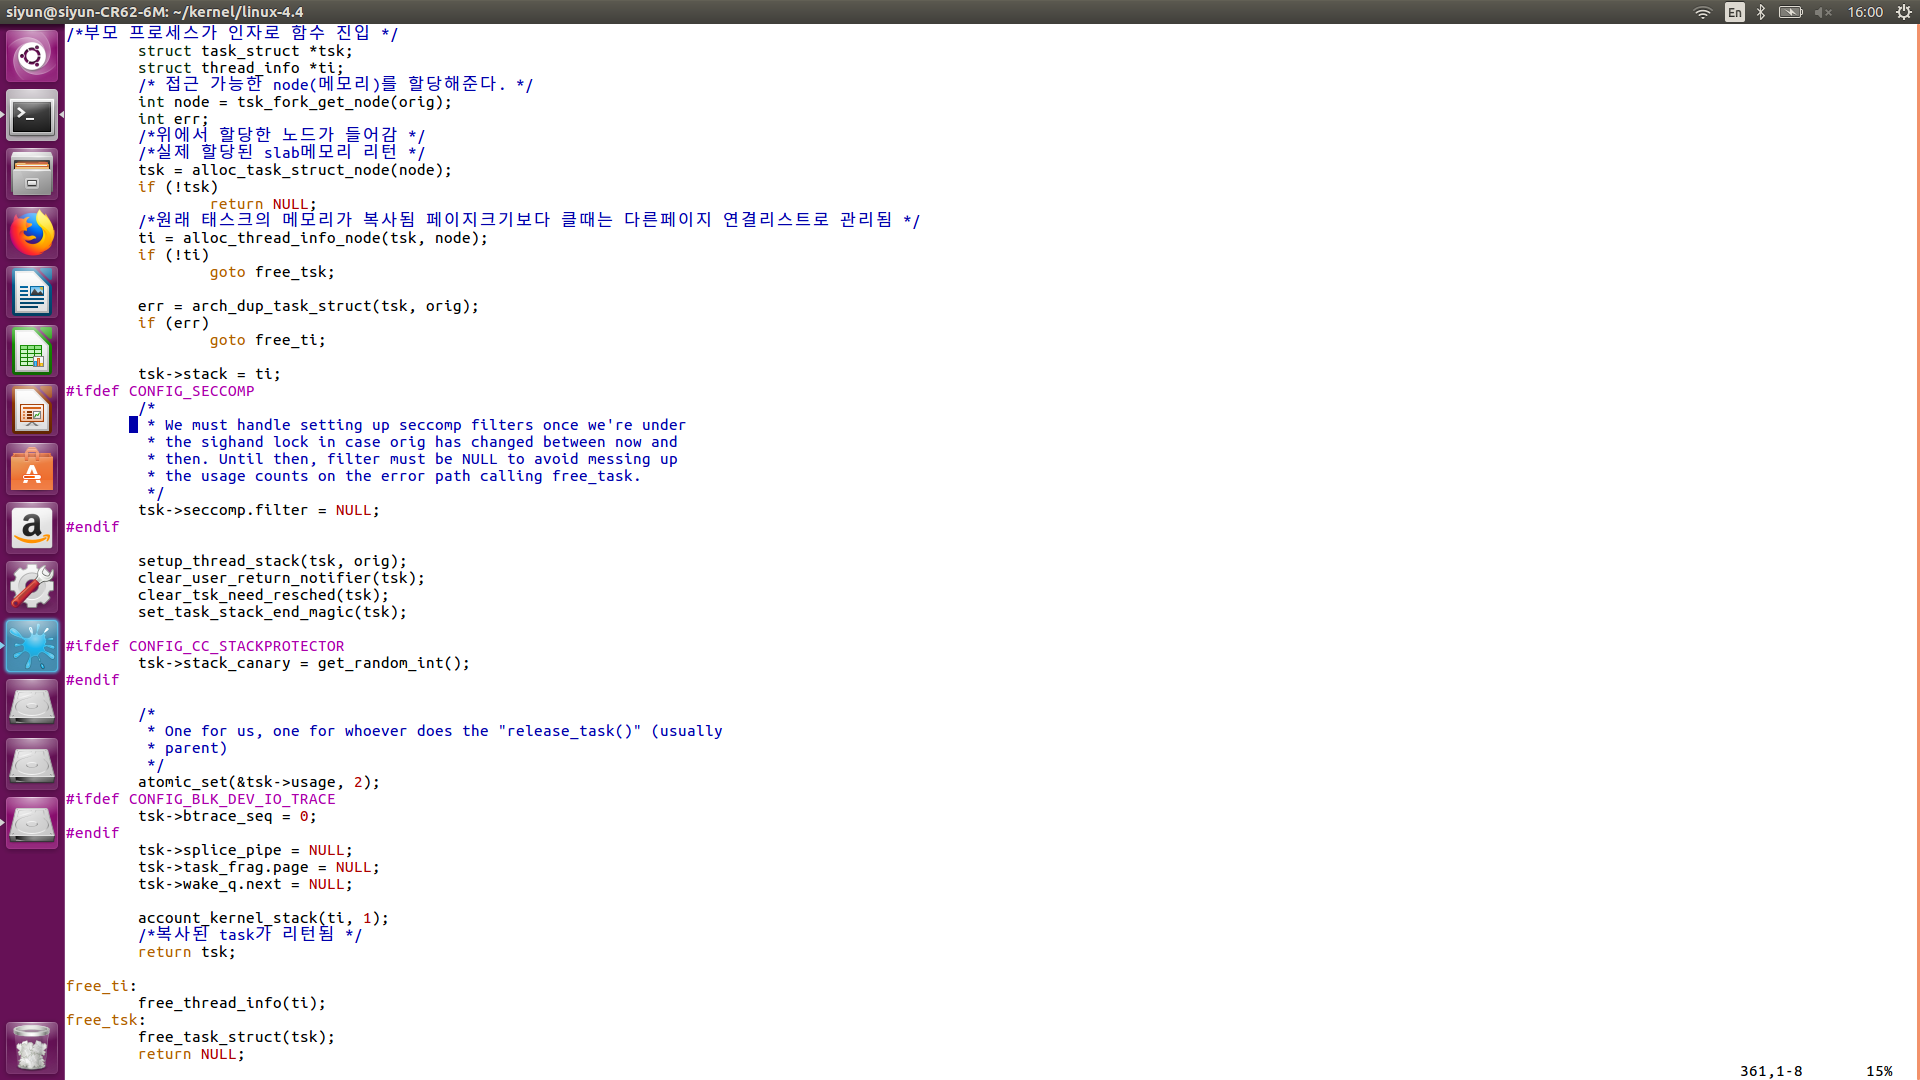 siyun@siyun-CR62-6M: ~/kernel/linux-4.4
En
16:00
/*부모 프로세스가 인자로 함수 진입 */
struct task_struct *tsk;
struct thread_info *ti;
/* 접근 가능한 node(메모리)를 할당해준다. */
int node = tsk_fork_get_node(orig);
int err;
/*위에서 할당한 노드가 들어감 */
/*실제 할당된 slab메모리 리턴 */
tsk = alloc_task_struct_node(node);
if (!tsk)
return NULL;
/*원래 태스크의 메모리가 복사됨 페이지크기보다 클때는 다른페이지 연결리스트로 관리됨 */
ti = alloc_thread_info_node(tsk, node);
if (!ti)
goto free_tsk;
err = arch_dup_task_struct(tsk, orig);
if (err)
goto free_ti;
tsk->stack = ti;
#ifdef CONFIG_SECCOMP
/*
* We must handle setting up seccomp filters once we're under
* the sighand lock in case orig has changed between now and
* then. Until then, filter must be NULL to avoid messing up
* the usage counts on the error path calling free_task.
*/
tsk->seccomp.filter = NULL;
#endif
setup_thread_stack(tsk, orig);
clear_user_return_notifier(tsk);
clear_tsk_need_resched(tsk);
set_task_stack_end_magic(tsk);
#ifdef CONFIG_CC_STACKPROTECTOR
tsk->stack_canary = get_random_int();
#endif
/*
* One for us, one for whoever does the "release_task()" (usually
* parent)
*/
atomic_set(&tsk->usage, 2);
#ifdef CONFIG_BLK_DEV_IO_TRACE
tsk->btrace_seq = 0;
#endif
tsk->splice_pipe = NULL;
tsk->task_frag.page = NULL;
tsk->wake_q.next = NULL;
account_kernel_stack(ti, 1);
/*복사된 task가 리턴됨 */
return tsk;
free_ti:
free_thread_info(ti);
free_tsk:
free_task_struct(tsk);
return NULL;
361,1-8 15%